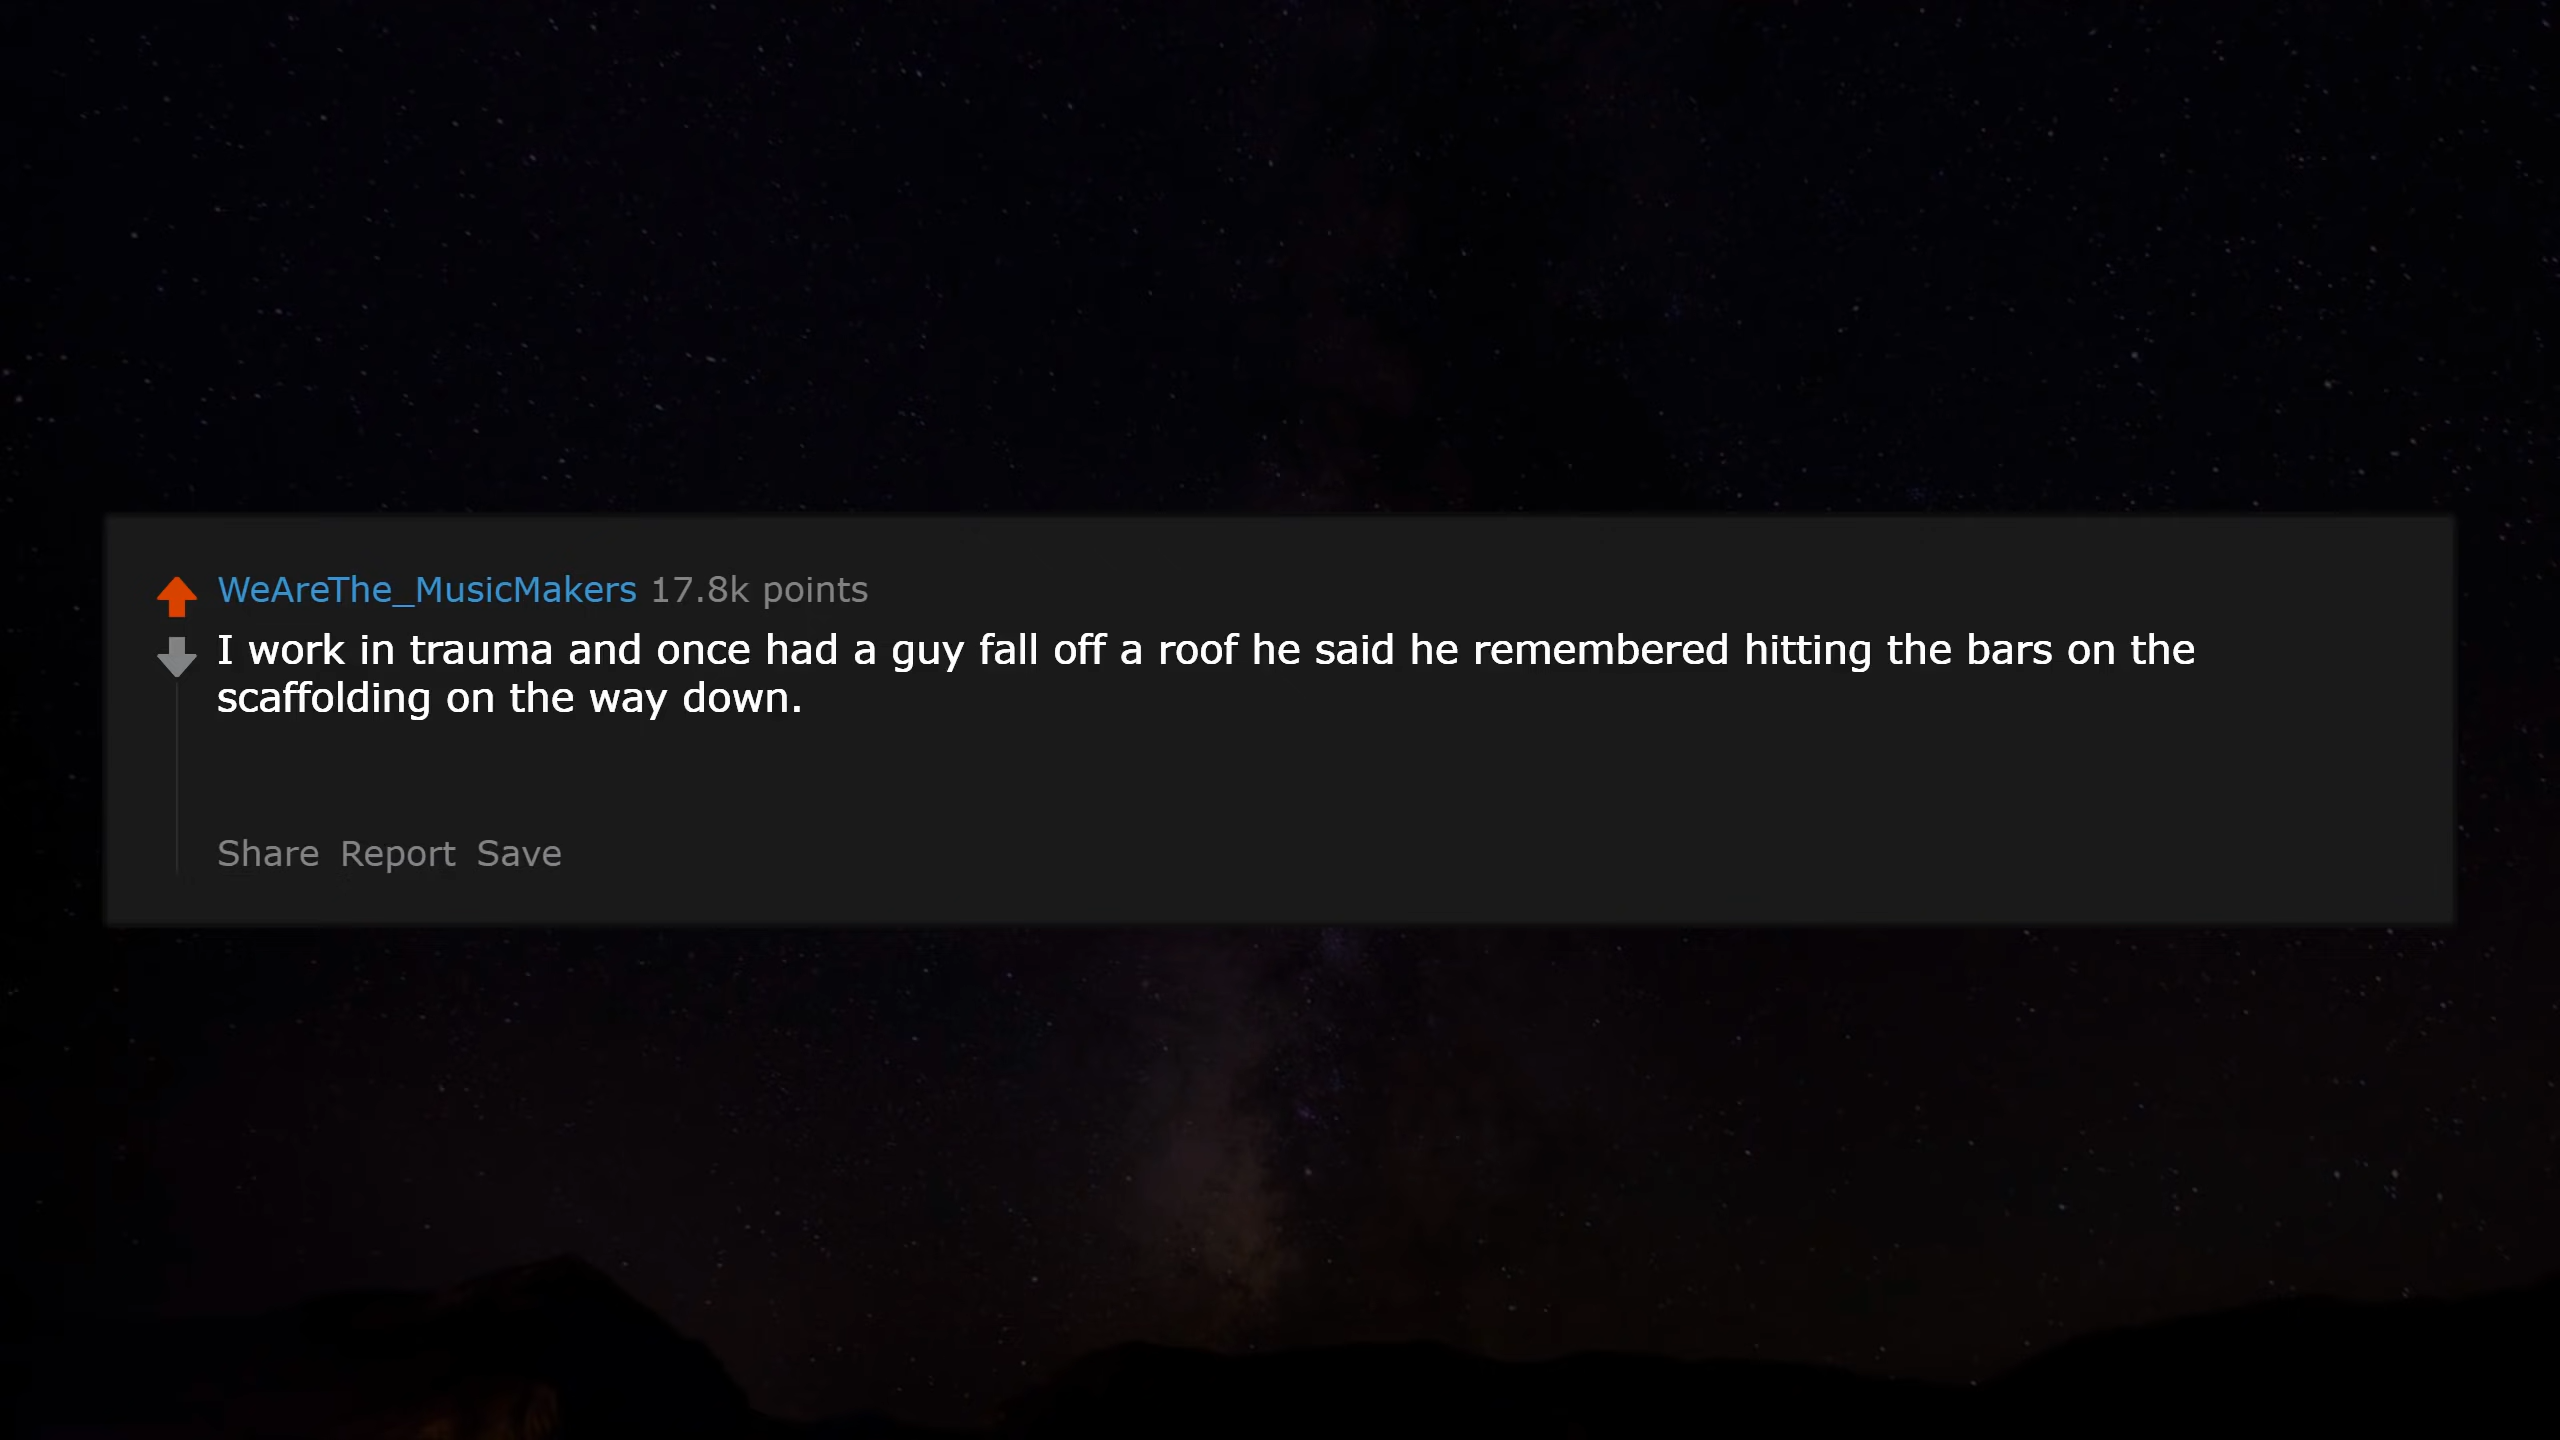 WeAreThe_MusicMakers 17.8k points
I work in trauma and once had a guy fall off a roof he said he remembered hitting the bars on the
scaffolding on the way down.
Share Report Save